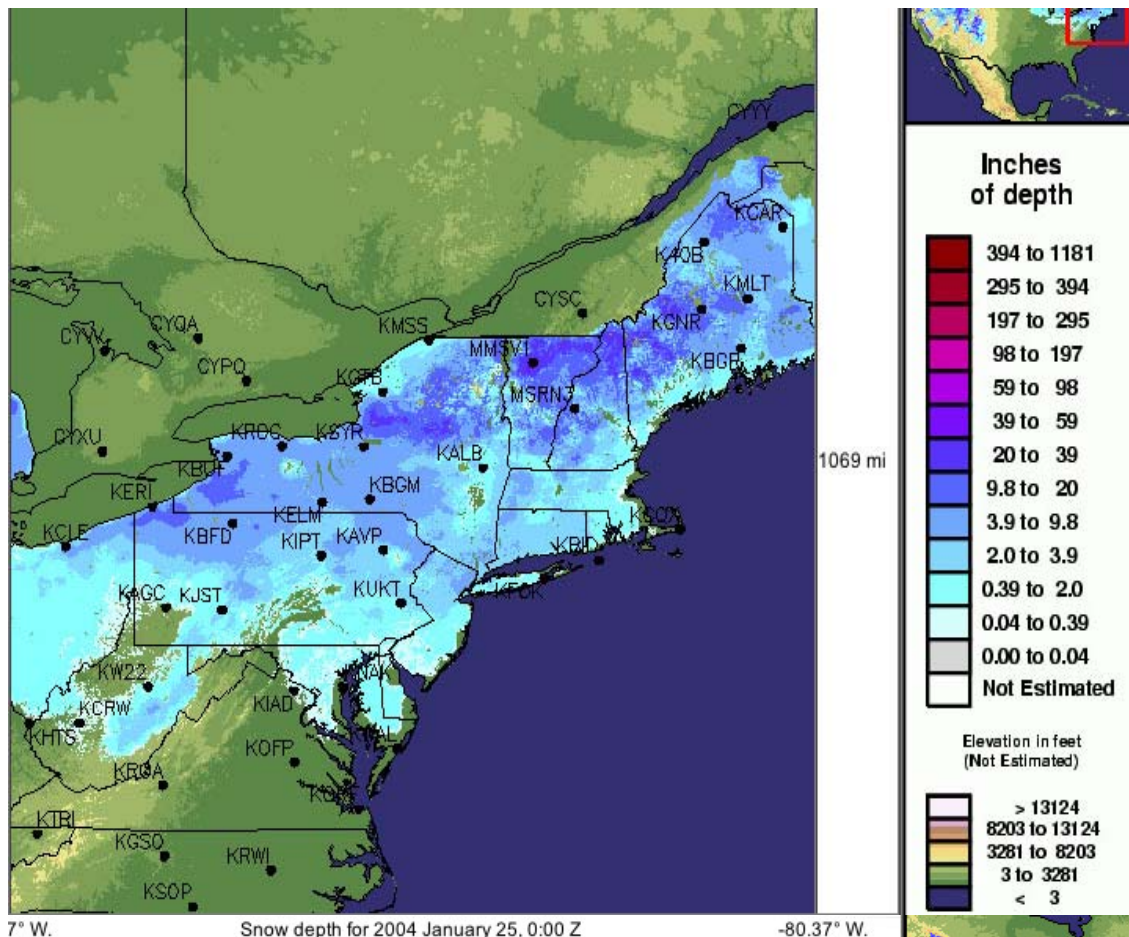 CYYY
KCAR
K40B
KMLT
CYSC
KGNR
CYQA
CYVV
KMSS
MMSV1
KBGR
CYPQ
KGTB
MSRN3
KROC
KSYR
CYXU
KBUF
KALB
KERI
KBGM
KELM
KCLE
KBFD
KIPT
KAVP
KBID
KAGC
KJST
KUKT
KFOK
KW22
NAK
KCRW
KIAD
KHTS
KOFP
KROA
KTRI
KGSO
KRWI
KSOP
1069 mi
7° W.
Snow depth for 2004 January 25, 0:00 Z
-80.37° W.
Inches
of depth
394 to 1181
295 to 394
197 to 295
98 to 197
59 to 98
39 to 59
20 to 39
9.8 to 20
3.9 to 9.8
2.0 to 3.9
0.39 to 2.0
0.04 to 0.39
0.00 to 0.04
Not Estimated
Elevation in feet
(Not Estimated)
> 13124
8203 to 13124
3281 to 8203
3 to 3281
< 3